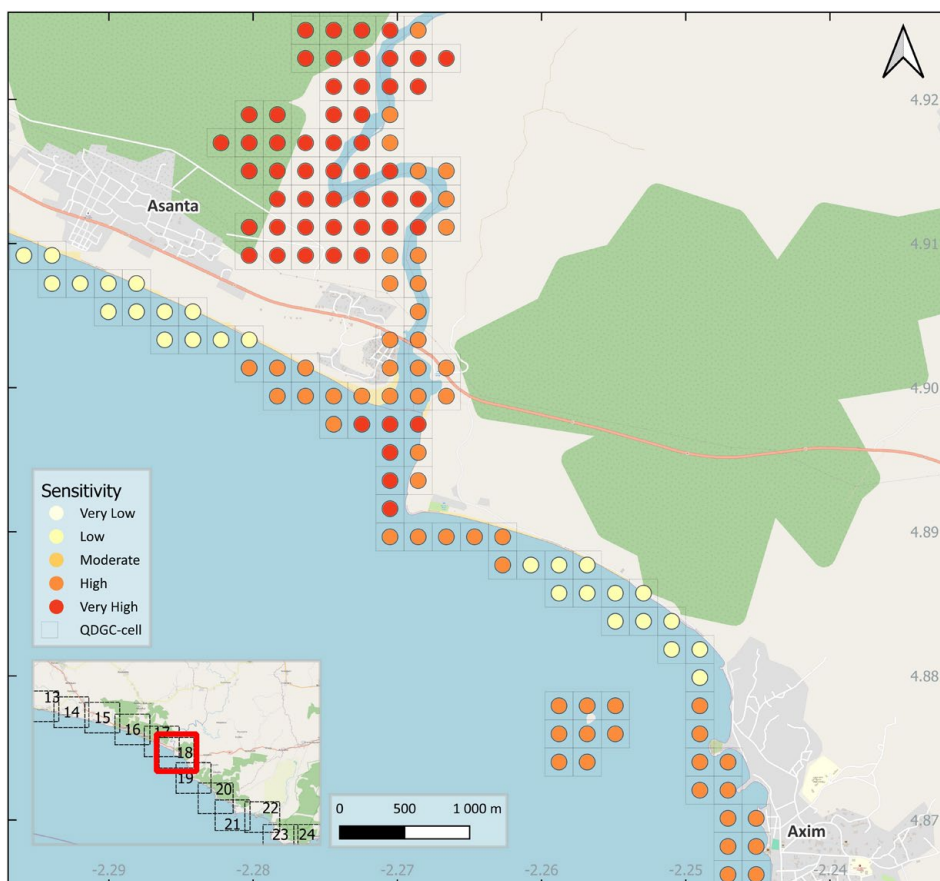 4.92
Asanta
4.91
4.90
Sensitivity
Very Low
Low
Moderate
High
Very High
QDGC-cell
4.89
4.88
13
14
15
16
17
18
19
20
21
22
23
24
0 500 1 000 m
4.87
Axim
-2.29 -2.28 -2.27 -2.26 -2.25 -2.24